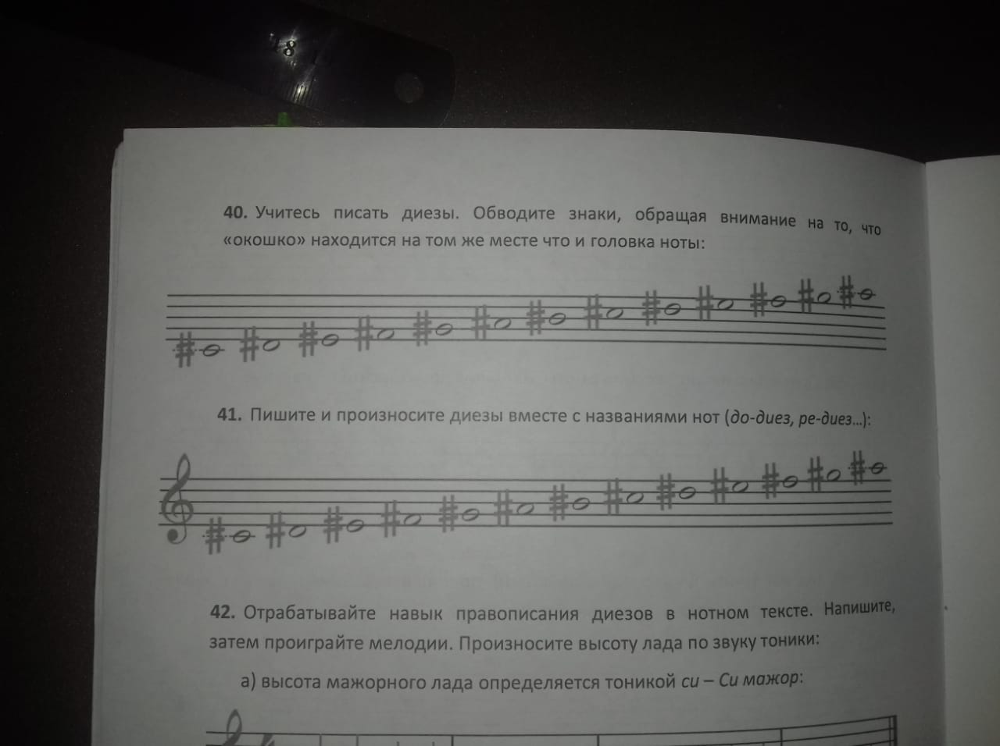 48
40. Учитесь писать диезы. Обводите знаки, обращая внимание на то, что
«окошко» находится на том же месте что и головка ноты:
41. Пишите и произносите диезы вместе с названиями нот (до-диез, ре-диез...):
42. Отрабатывайте навык правописания диезов в нотном тексте. Напишите,
затем проиграйте мелодии. Произносите высоту лада по звуку тоники:
а) высота мажорного лада определяется тоникой си – Си мажор: